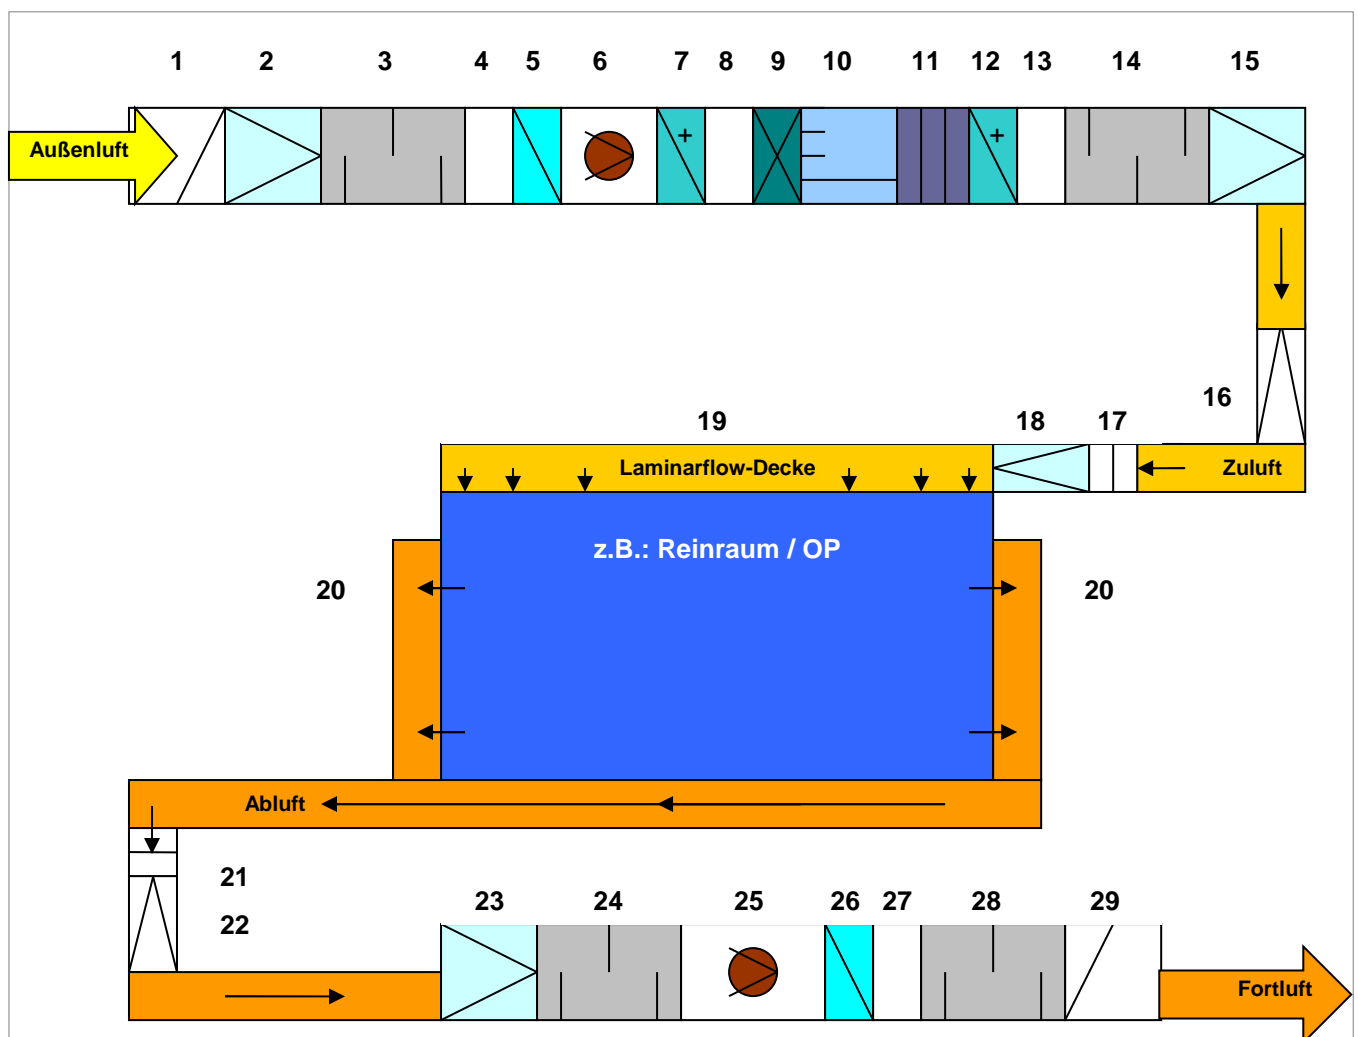 1 2 3 4 5 6 7 8 9 10 11 12 13 14 15
Außenluft
+ +
16
19 18 17
Laminarflow-Decke Zuluft
z.B.: Reinraum / OP
20 20
Abluft
21
23 24 25 26 27 28 29
22
Fortluft